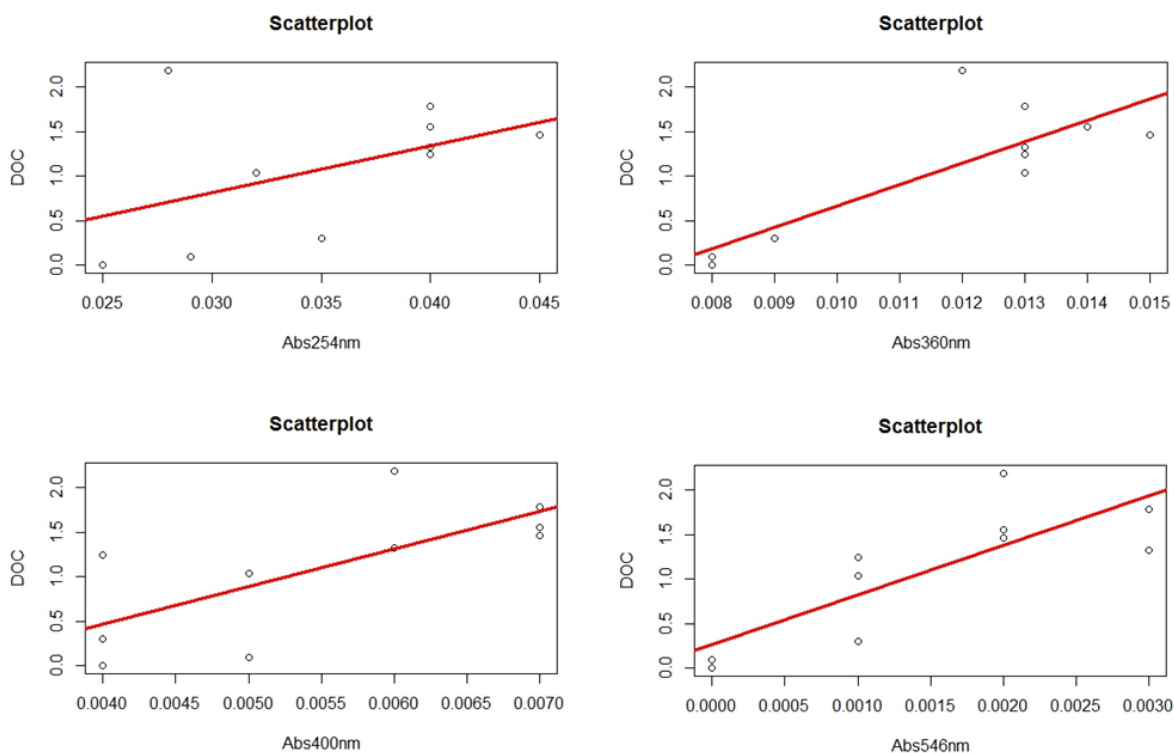 Scatterplot
DOC
2.0
1.5
1.0
0.5
0.0
0.025 0.030 0.035 0.040 0.045
Abs254nm
Scatterplot
DOC
2.0
1.5
1.0
0.5
0.0
0.008 0.009 0.010 0.011 0.012 0.013 0.014 0.015
Abs360nm
Scatterplot
DOC
2.0
1.5
1.0
0.5
0.0
0.0040 0.0045 0.0050 0.0055 0.0060 0.0065 0.0070
Abs400nm
Scatterplot
DOC
2.0
1.5
1.0
0.5
0.0
0.0000 0.0005 0.0010 0.0015 0.0020 0.0025 0.0030
Abs546nm